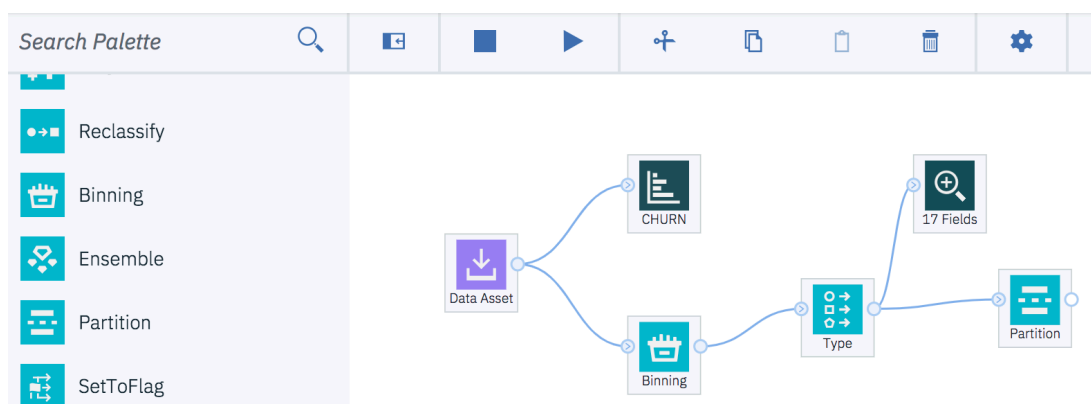 Search Palette
Reclassify
Binning
Ensemble
Partition
SetToFlag
CHURN
17 Fields
Data Asset
Partition
Type
Binning